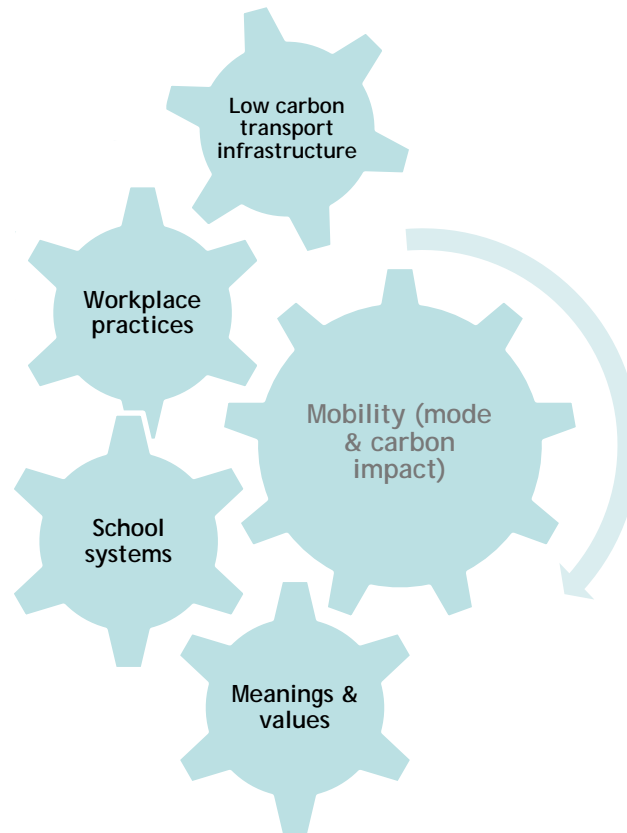 Low carbon
transport
infrastructure
Workplace
practices
Mobility (mode
& carbon
impact)
School
systems
Meanings &
values